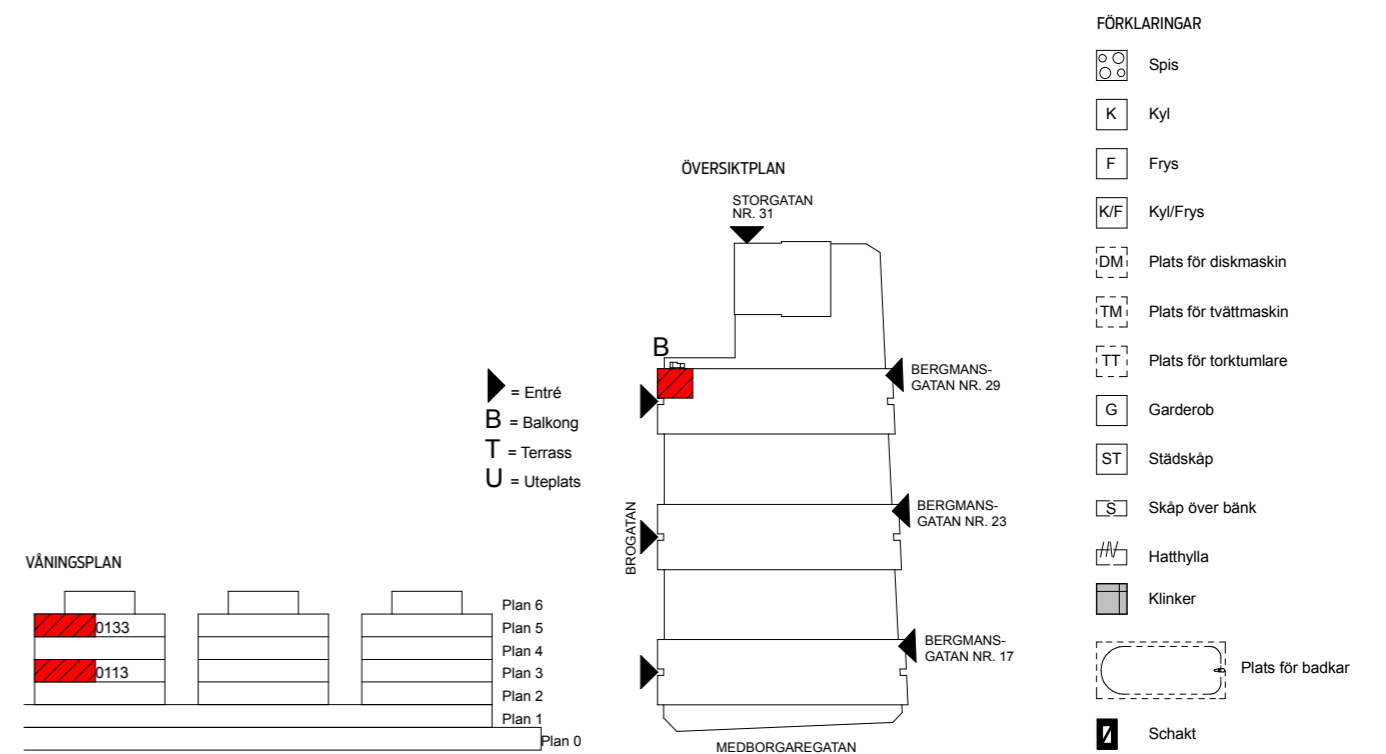 FÖRKLARINGAR
Spis
K Kyl
F Frys
K/F Kyl/Frys
DM Plats för diskmaskin
TM Plats för tvättmaskin
TT Plats för torktumlare
G Garderob
ST Städskåp
S Skåp över bänk
Hatthylla
Klinker
Plats för badkar
Schakt
ÖVERSIKTPLAN
STORGATAN
NR. 31
B
BERGMANS-
GATAN NR. 29
BROGATAN
BERGMANS-
GATAN NR. 23
BERGMANS-
GATAN NR. 17
MEDBORGAREGATAN
= Entré
B = Balkong
T = Terrass
U = Uteplats
VÅNINGSPLAN
Plan 6
0133 Plan 5
Plan 4
0113 Plan 3
Plan 2
Plan 1
Plan 0